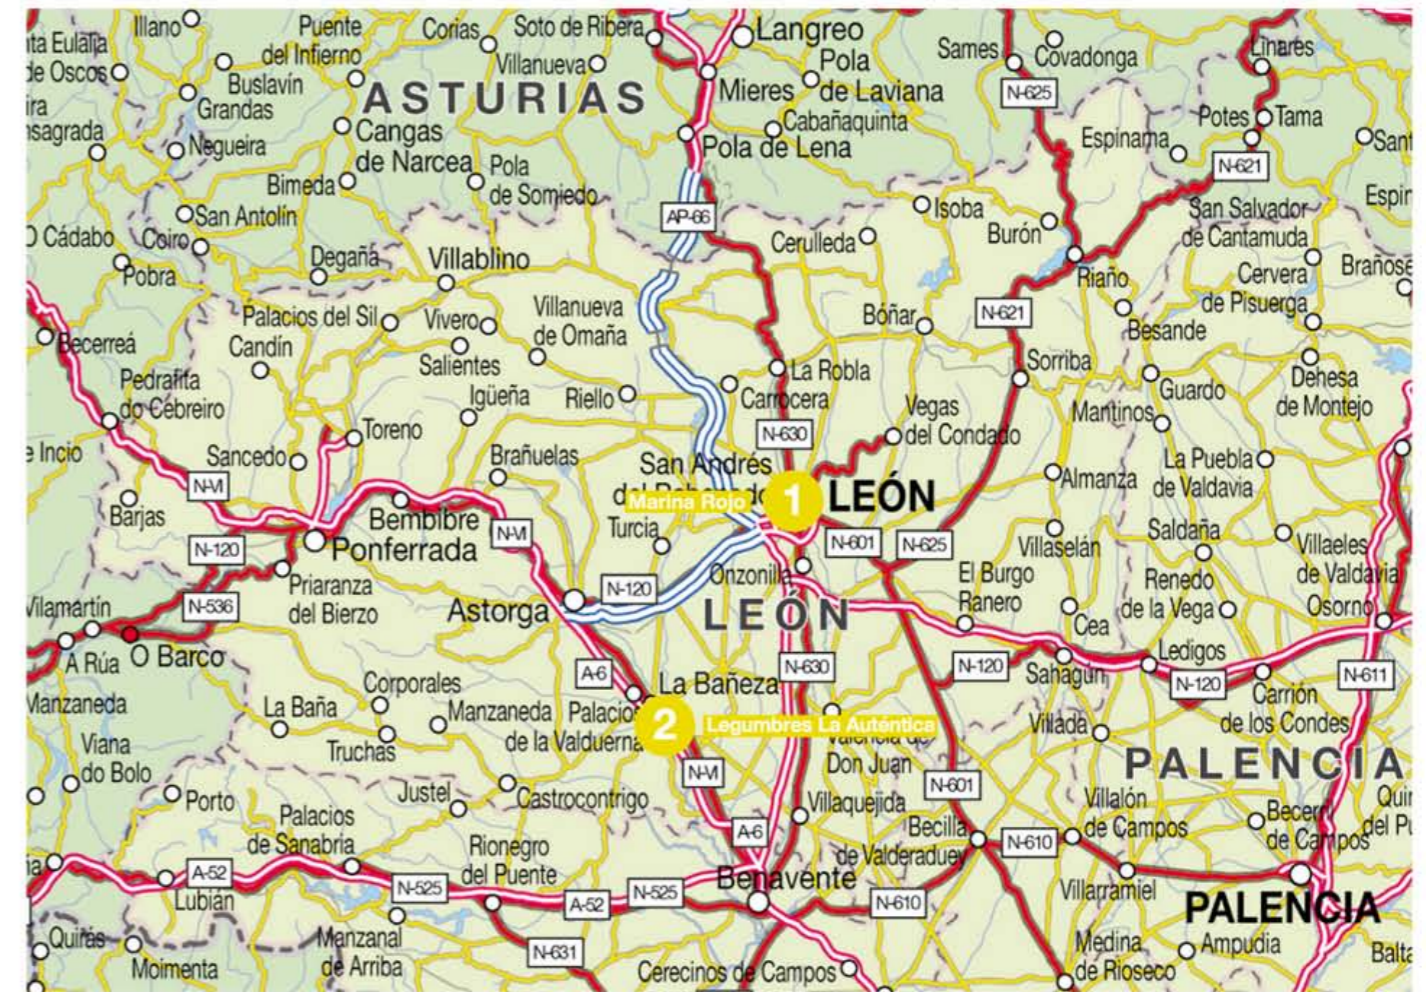 Illano
Puente
del Infierno
Corias
Soto de Ribera
Langreo
Sames
Covadonga
Linares
ta Eulalia
de Oscos
Buslavín
Villanueva
Mieres
Pola
de Laviana
N-625
Grandas
ASTURIAS
Cangas
de Narcea
Cabañaquinta
Espinama
Potes
Tama
Negueira
Pola de Lena
N-621
Bimeda
Pola
de Somiedo
San Antolín
AP-66
Isoba
San Salvador
de Cantamuda
O Cádabo
Coiro
Cerulleda
Burón
Pobra
Degaña
Villablino
Riaño
Cervera
de Pisuerga
Palacios del Sil
Vivero
Villanueva
de Omaña
Bóñar
N-621
Besande
Becerreá
Candín
Salientes
La Robla
Sorriba
Pedrafita
do Cebreiro
Igüeña
Riello
Carrocera
Guardo
Dehesa
de Montejo
Toreno
N-630
Vegas
del Condado
Mantinos
e Incio
Sancedo
Brañuelas
San Andrés
Almanza
La Puebla
de Valdavia
N-VI
Marina Rojo
1
LEÓN
Barjas
Bembibre
N-VI
Turcia
N-601
N-625
Villaselán
Saldaña
Villaeles
de Valdavia
N-120
Ponferrada
Onzonilla
El Burgo
Ranero
Renedo
de la Vega
Priaranza
del Bierzo
N-536
Astorga
N-120
LEÓN
Cea
Osorno
Vilamartín
A Rúa
O Barco
A-6
N-630
N-120
Sahagún
Ledigos
N-120
N-611
Manzaneda
La Baña
Corporales
La Bañeza
Carrión
de los Condes
Truchas
Manzaneda
de la Valduerna
2
Legumbres La Auténtica
Villada
Viana
do Bolo
Don Juan
PALENCIA
Porto
Justel
Castrocontrigo
N-VI
N-601
Palacios
de Sanabria
Villaquejida
Villalón
de Campos
A-6
Becilla
de Valderaduey
N-610
A-52
Rionegro
del Puente
Benavente
Villarramiel
Lubián
N-525
A-52
N-525
N-610
PALENCIA
Quirás
Moimenta
Manzanal
de Arriba
N-631
Cerecinos de Campos
Medina
de Rioseco
Ampudia